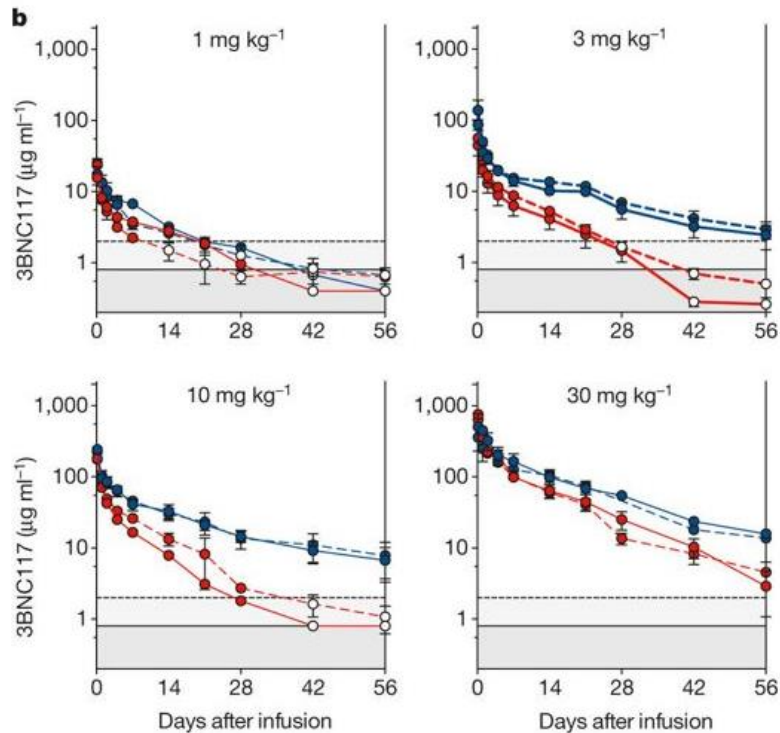 b
1 mg kg⁻¹
3 mg kg⁻¹
3BNC117 (µg ml⁻¹)
1,000
100
10
1
0 14 28 42 56
1,000
100
10
1
0 14 28 42 56
10 mg kg⁻¹
30 mg kg⁻¹
3BNC117 (µg ml⁻¹)
1,000
100
10
1
0 14 28 42 56
Days after infusion
1,000
100
10
1
0 14 28 42 56
Days after infusion